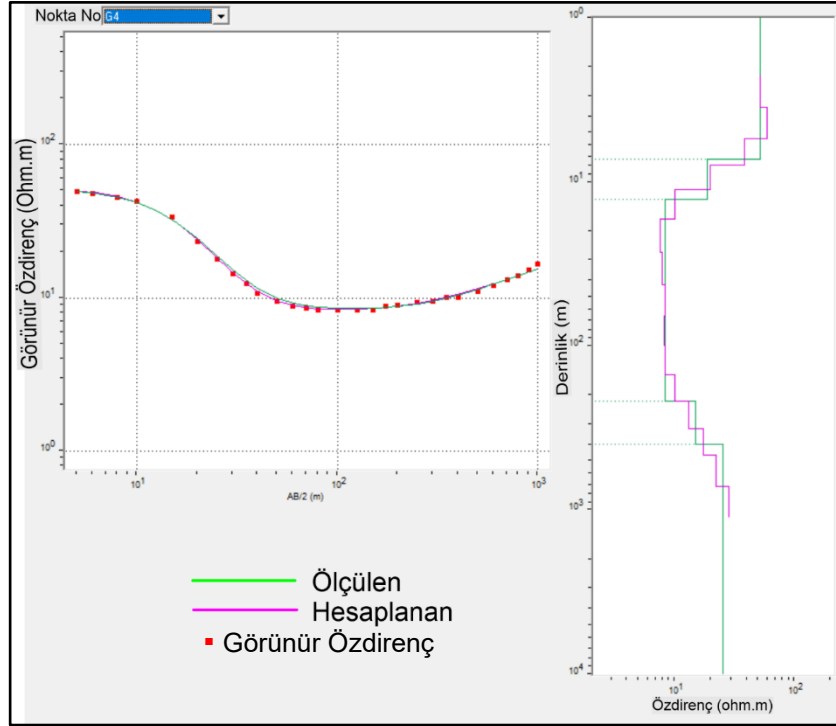 Nokta No G4
Görünür Özdirenç (Ohm.m)
10²
10¹
10⁰
10¹
10²
10³
AB/2 (m)
Derinlik (m)
10⁰
10¹
10²
10³
10⁴
10¹
10²
Özdirenç (ohm.m)
Ölçülen
Hesaplanan
Görünür Özdirenç